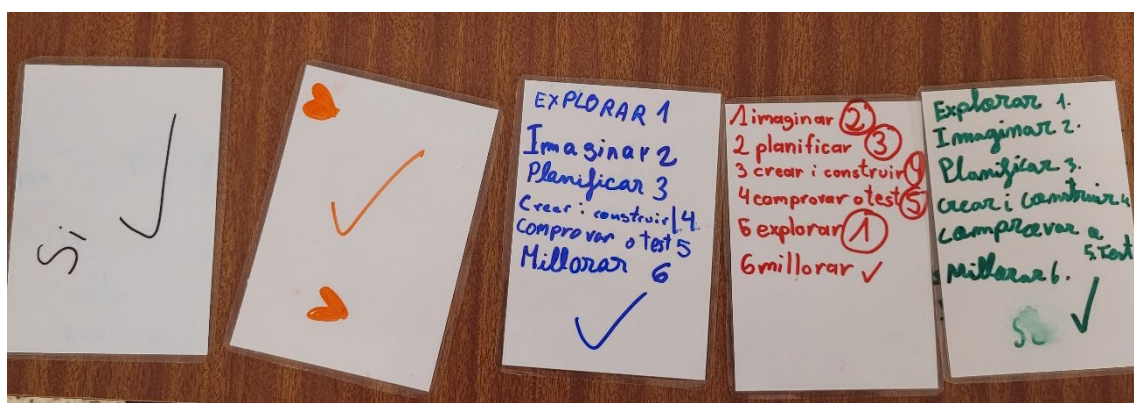 Si
EXPLORAR 1
Imaginar 2
Planificar 3
Crear i construir 4
Comprovar o test 5
Millorar 6
1 imaginar 2
2 planificar 3
3 crear i construir 4
4 comprovar o test 5
5 explorar 1
6 millorar
Explorar 1.
Immaginar 2.
Planificar 3.
crear i construir 4
comprovar o
5. Test
Millorar 6.